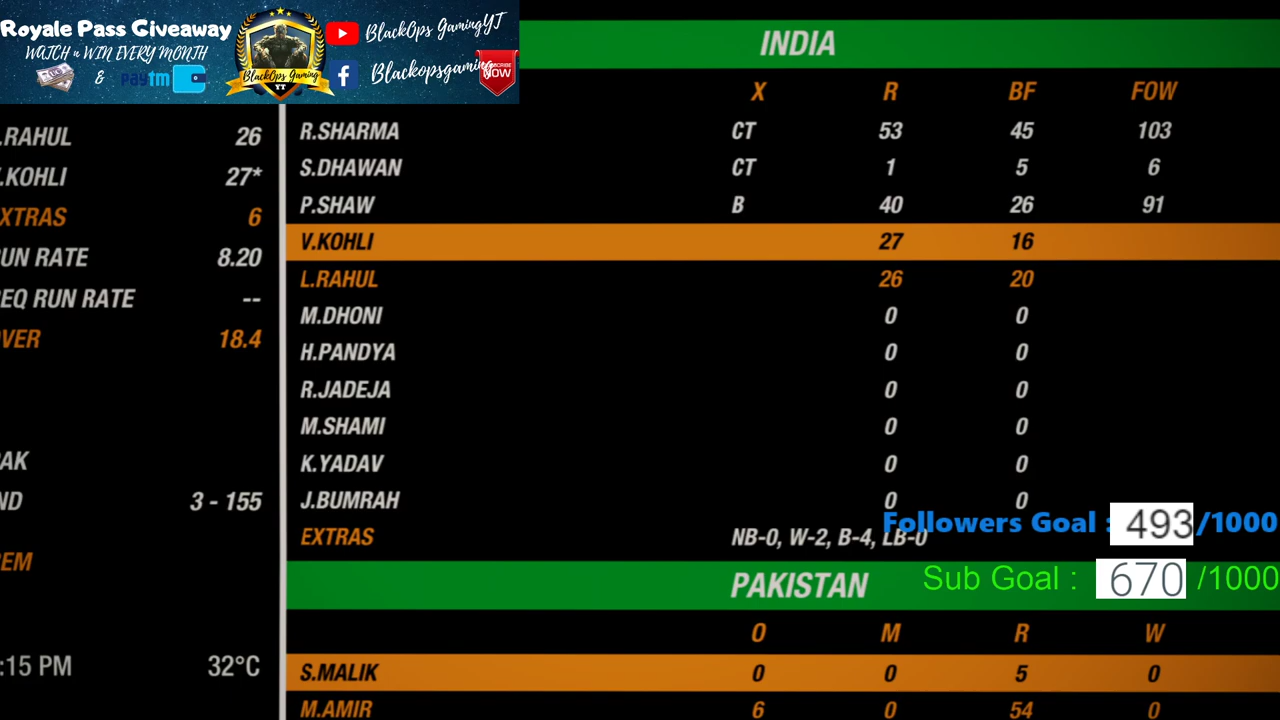 Royale Pass Giveaway
WATCH n WIN EVERY MONTH
& paytm
BlackOps Gaming
YT
BlackOps GamingYT
Blackopsgaming
NOW
INDIA
X R BF FOW
R.SHARMA CT 53 45 103
S.DHAWAN CT 1 5 6
P.SHAW B 40 26 91
V.KOHLI 27 16
L.RAHUL 26 20
M.DHONI 0 0
H.PANDYA 0 0
R.JADEJA 0 0
M.SHAMI 0 0
K.YADAV 0 0
J.BUMRAH 0 0
EXTRAS NB-0, W-2, B-4, LB-0
.RAHUL 26
.KOHLI 27*
XTRAS 6
UN RATE 8.20
EQ RUN RATE --
VER 18.4
AK
ND 3 - 155
EM
:15 PM 32°C
Followers Goal : 493/1000
Sub Goal : 670 /1000
PAKISTAN
O M R W
S.MALIK 0 0 5 0
M.AMIR 6 0 54 0